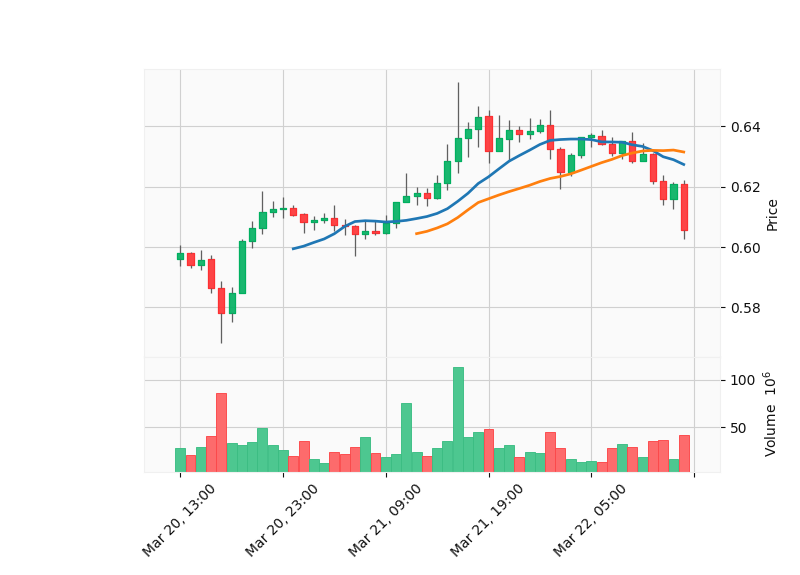 0.64
0.62
0.60
0.58
Price
100
50
Volume 10^6
Mar 20, 13:00
Mar 20, 23:00
Mar 21, 09:00
Mar 21, 19:00
Mar 22, 05:00